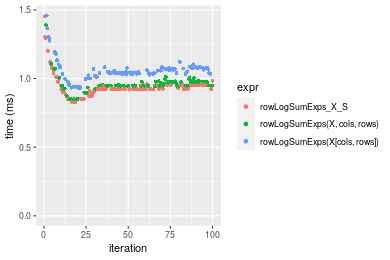 1.5
1.0
0.5
0.0
time (ms)
0
25
50
75
100
iteration
expr
rowLogSumExps_X_S
rowLogSumExps(X, cols, rows)
rowLogSumExps(X[cols, rows])